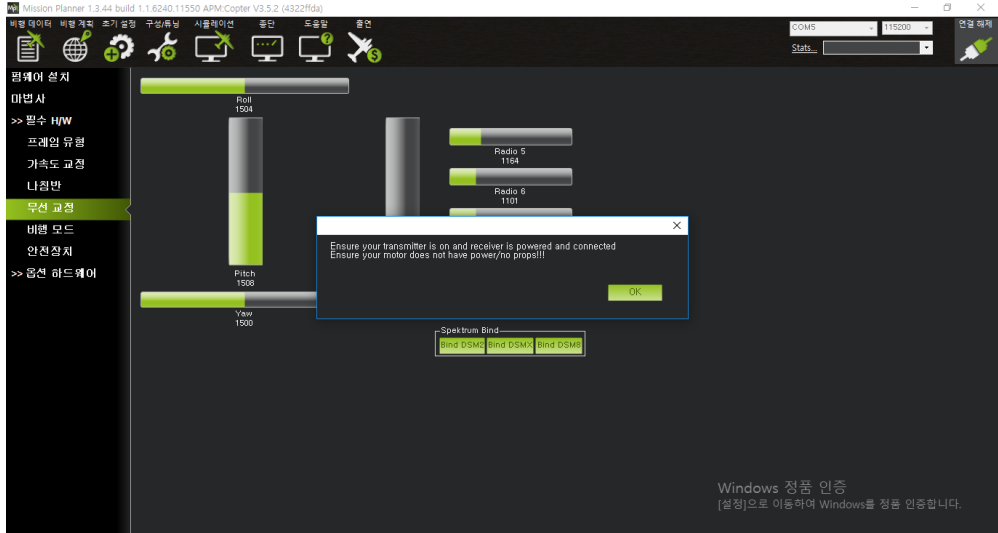 Mission Planner 1.3.44 build 1.1.6240.11550 APM:Copter V3.5.2 (4322ffda)
비행 데이터 비행 계획 초기 설정 구성/튜닝 시뮬레이션 종단 도움말 출연
COM5 115200 연결 해제
Stats...
펌웨어 설치
마법사
>> 필수 H/W
프레임 유형
가속도 교정
나침반
무선 교정
비행 모드
안전장치
>> 옵션 하드웨어
Roll
1504
Radio 5
1164
Radio 6
1101
Ensure your transmitter is on and receiver is powered and connected
Ensure your motor does not have power/no props!!!
OK
Pitch
1508
Yaw
1500
Spektrum Bind
Bind DSM2 Bind DSMX Bind DSM8
Windows 정품 인증
[설정]으로 이동하여 Windows를 정품 인증합니다.